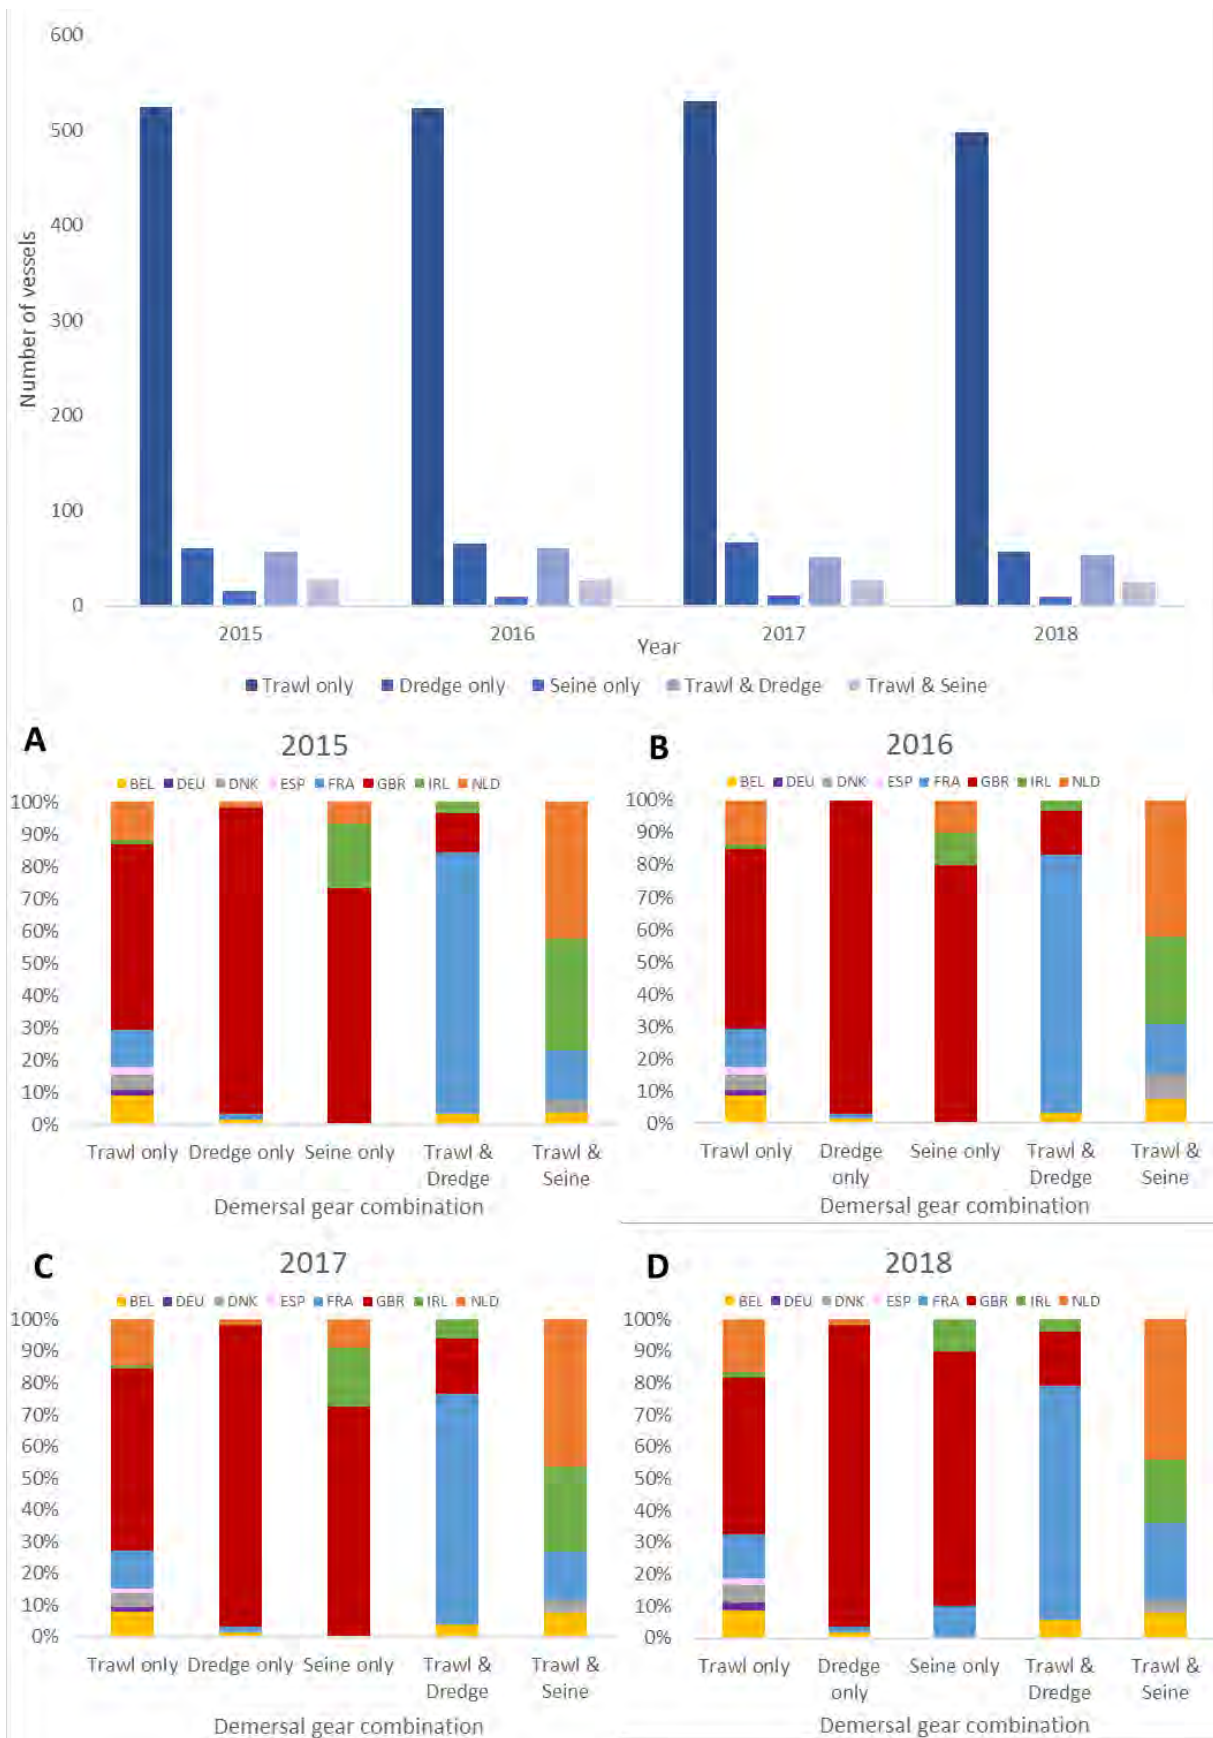 600
500
400
300
200
100
0
Number of vessels
2015 2016 2017 2018
Year
Trawl only Dredge only Seine only Trawl & Dredge Trawl & Seine
A 2015
BEL DEU DNK ESP FRA GBR IRL NLD
100%
90%
80%
70%
60%
50%
40%
30%
20%
10%
0%
Trawl only Dredge only Seine only Trawl & Trawl &
Dredge Seine
Demersal gear combination
B 2016
BEL DEU DNK ESP FRA GBR IRL NLD
100%
90%
80%
70%
60%
50%
40%
30%
20%
10%
0%
Trawl only Dredge Seine only Trawl & Trawl &
only Dredge Seine
Demersal gear combination
C 2017
BEL DEU DNK ESP FRA GBR IRL NLD
100%
90%
80%
70%
60%
50%
40%
30%
20%
10%
0%
Trawl only Dredge only Seine only Trawl & Trawl &
Dredge Seine
Demersal gear combination
D 2018
BEL DEU DNK ESP FRA GBR IRL NLD
100%
90%
80%
70%
60%
50%
40%
30%
20%
10%
0%
Trawl only Dredge Seine only Trawl & Trawl &
only Dredge Seine
Demersal gear combination